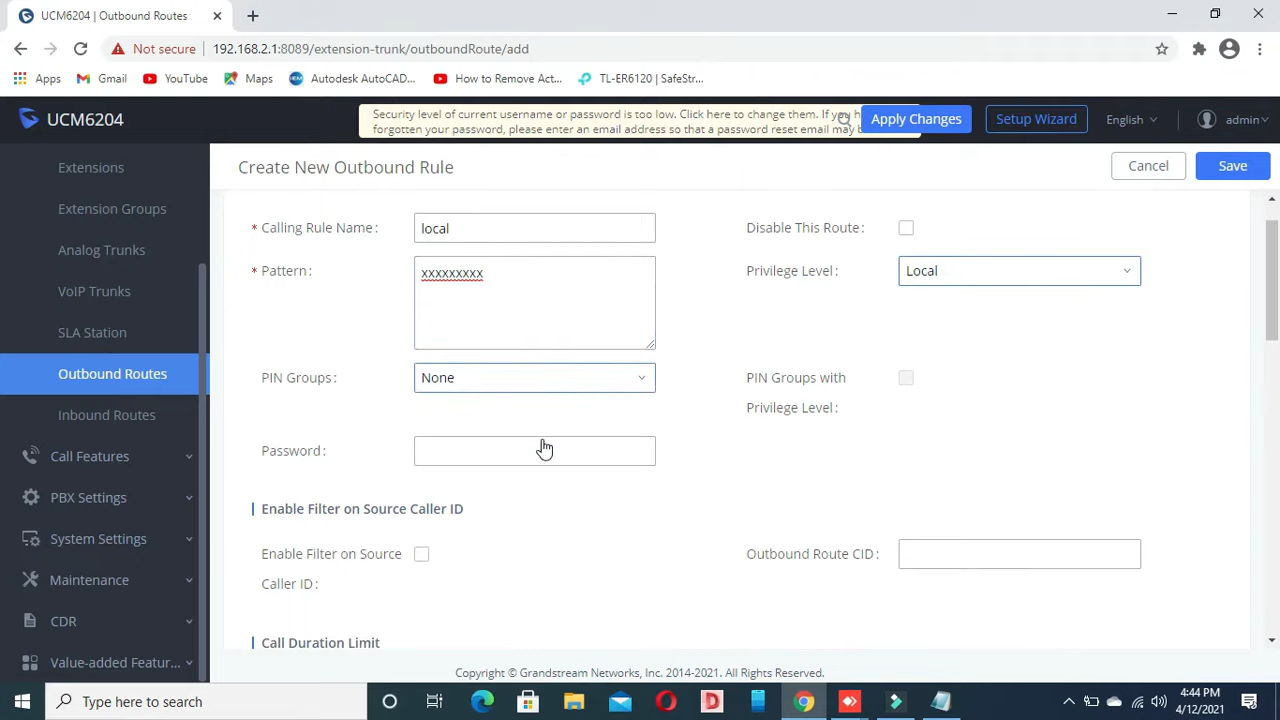 UCM6204 | Outbound Routes
Not secure
192.168.2.1:8089/extension-trunk/outboundRoute/add
Apps
Gmail
YouTube
Maps
Autodesk AutoCAD...
How to Remove Act...
TL-ER6120 | SafeStr...
UCM6204
Security level of current username or password is too low. Click here to change them. If you h
forgotten your password, please enter an email address so that a password reset email may be
Apply Changes
Setup Wizard
English
admin
Extensions
Extension Groups
Analog Trunks
VoIP Trunks
SLA Station
Outbound Routes
Inbound Routes
Call Features
PBX Settings
System Settings
Maintenance
CDR
Value-added Featur...
Create New Outbound Rule
Cancel
Save
* Calling Rule Name :
local
Disable This Route :
* Pattern :
xxxxxxxxx
Privilege Level :
Local
PIN Groups :
None
PIN Groups with
Privilege Level :
Password :
Enable Filter on Source Caller ID
Enable Filter on Source
Caller ID :
Outbound Route CID :
Call Duration Limit
Copyright © Grandstream Networks, Inc. 2014-2021. All Rights Reserved.
Type here to search
4:44 PM
4/12/2021